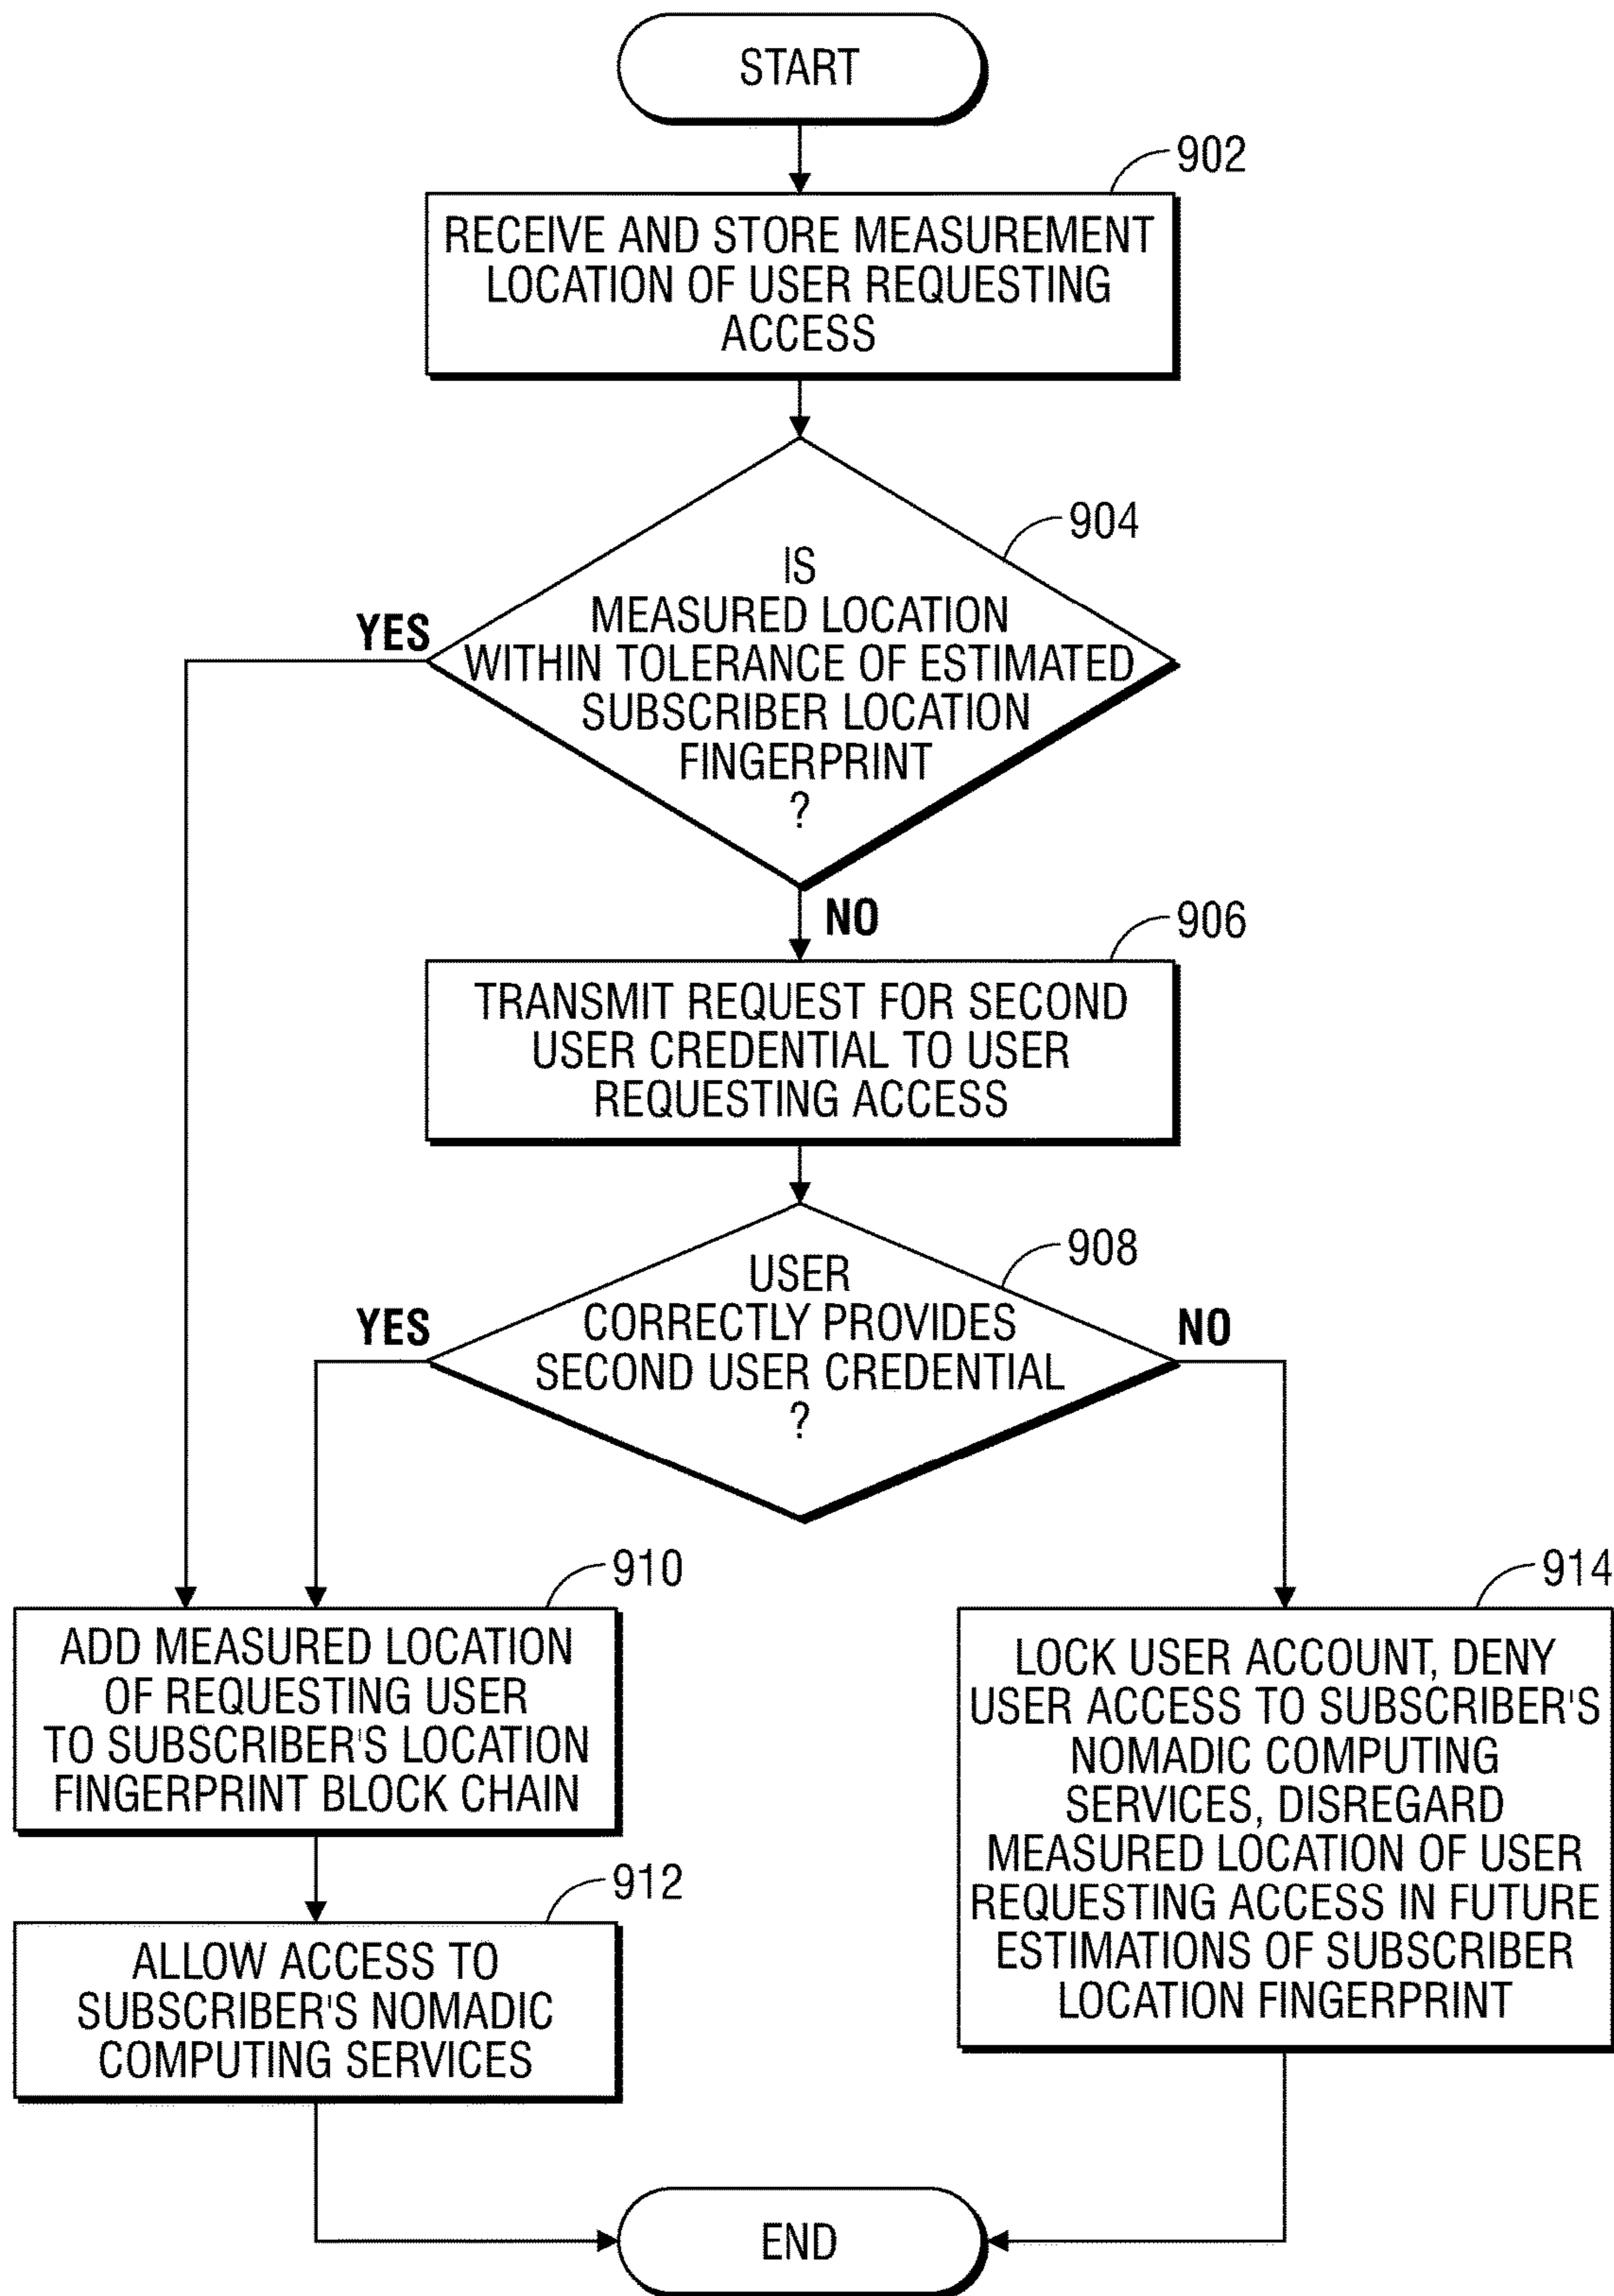 START
902
RECEIVE AND STORE MEASUREMENT
LOCATION OF USER REQUESTING
ACCESS
904
IS
MEASURED LOCATION
WITHIN TOLERANCE OF ESTIMATED
SUBSCRIBER LOCATION
FINGERPRINT
?
YES
NO
906
TRANSMIT REQUEST FOR SECOND
USER CREDENTIAL TO USER
REQUESTING ACCESS
908
USER
CORRECTLY PROVIDES
SECOND USER CREDENTIAL
?
YES
NO
910
ADD MEASURED LOCATION
OF REQUESTING USER
TO SUBSCRIBER'S LOCATION
FINGERPRINT BLOCK CHAIN
912
ALLOW ACCESS TO
SUBSCRIBER'S NOMADIC
COMPUTING SERVICES
914
LOCK USER ACCOUNT, DENY
USER ACCESS TO SUBSCRIBER'S
NOMADIC COMPUTING
SERVICES, DISREGARD
MEASURED LOCATION OF USER
REQUESTING ACCESS IN FUTURE
ESTIMATIONS OF SUBSCRIBER
LOCATION FINGERPRINT
END